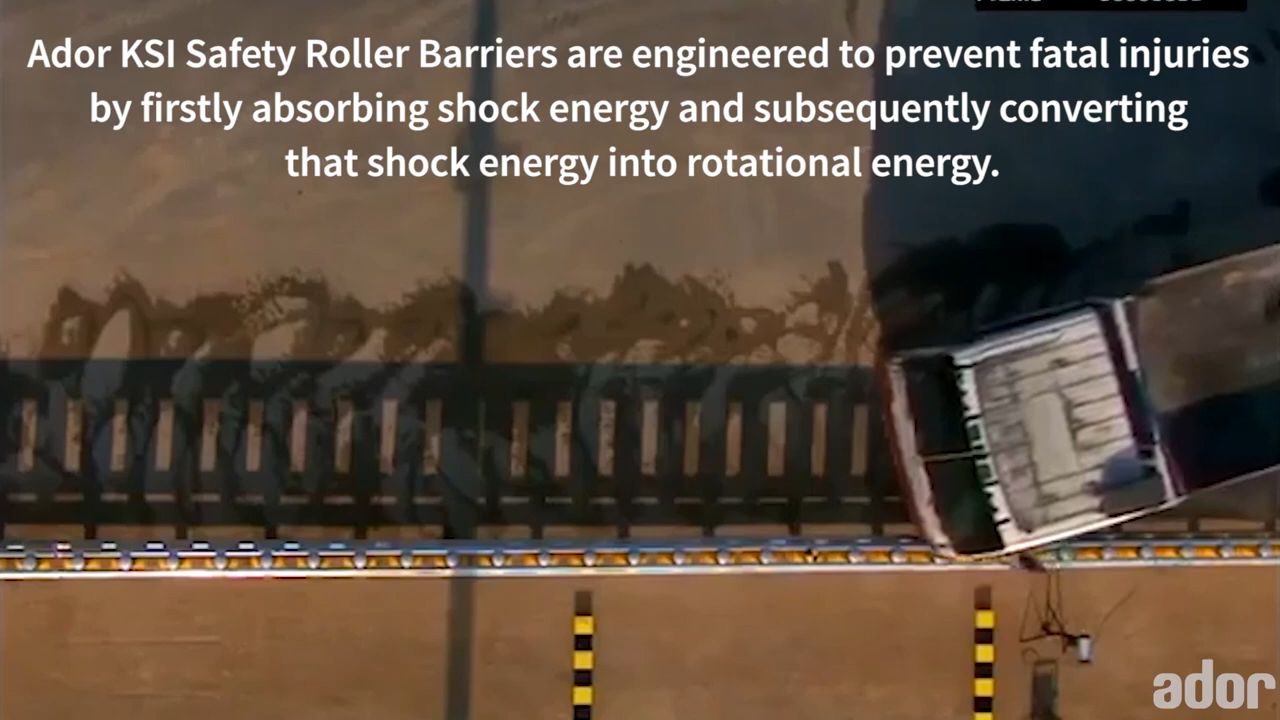 Ador KSI Safety Roller Barriers are engineered to prevent fatal injuries
by firstly absorbing shock energy and subsequently converting
that shock energy into rotational energy.
ador